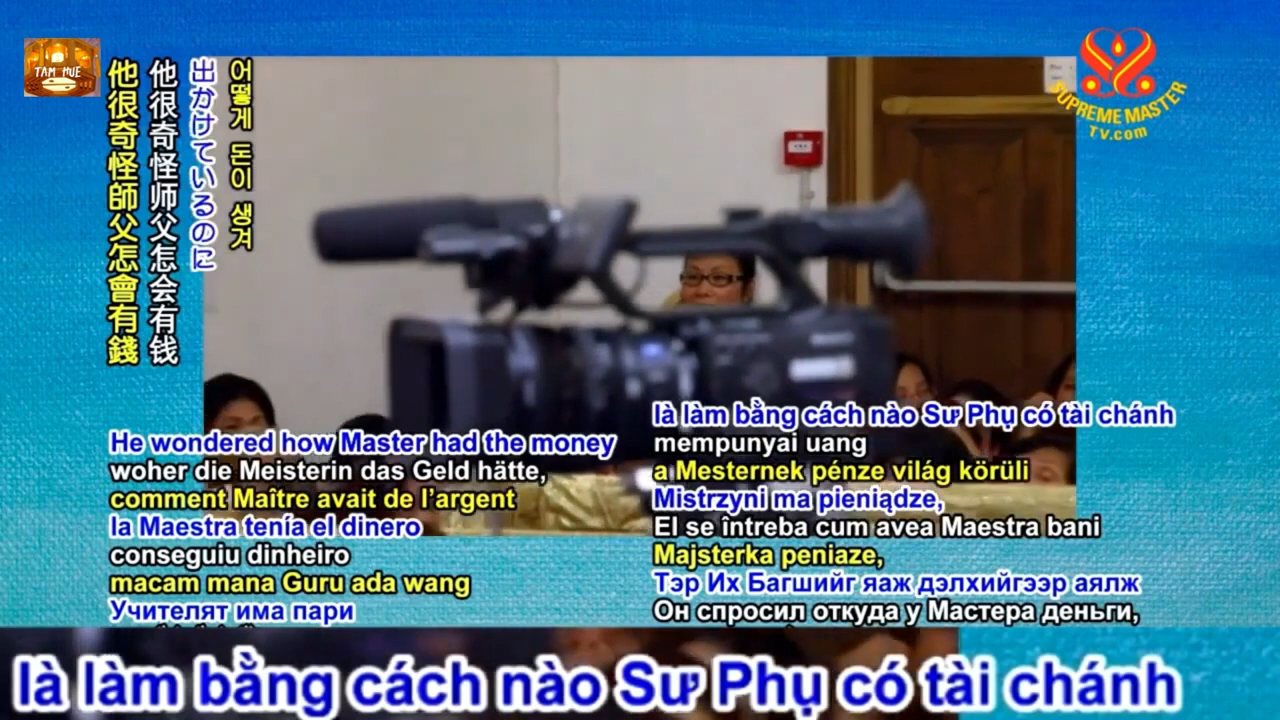 TAM HUE
SUPREME MASTER
TV.com
어떻게 돈이 생겨
出かけているのに
他很奇怪师父怎会有钱
他很奇怪師父怎會有錢
He wondered how Master had the money
woher die Meisterin das Geld hätte,
comment Maître avait de l'argent
la Maestra tenía el dinero
conseguiu dinheiro
macam mana Guru ada wang
Учителят има пари
là làm bằng cách nào Sư Phụ có tài chánh
mempunyai uang
a Mesternek pénze világ körüli
Mistrzyni ma pieniądze,
El se întreba cum avea Maestra bani
Majsterka peniaze,
Тэр Их Багшийг яаж дэлхийгээр аялж
Он спросил откуда у Мастера деньги,
là làm bằng cách nào Sư Phụ có tài chánh